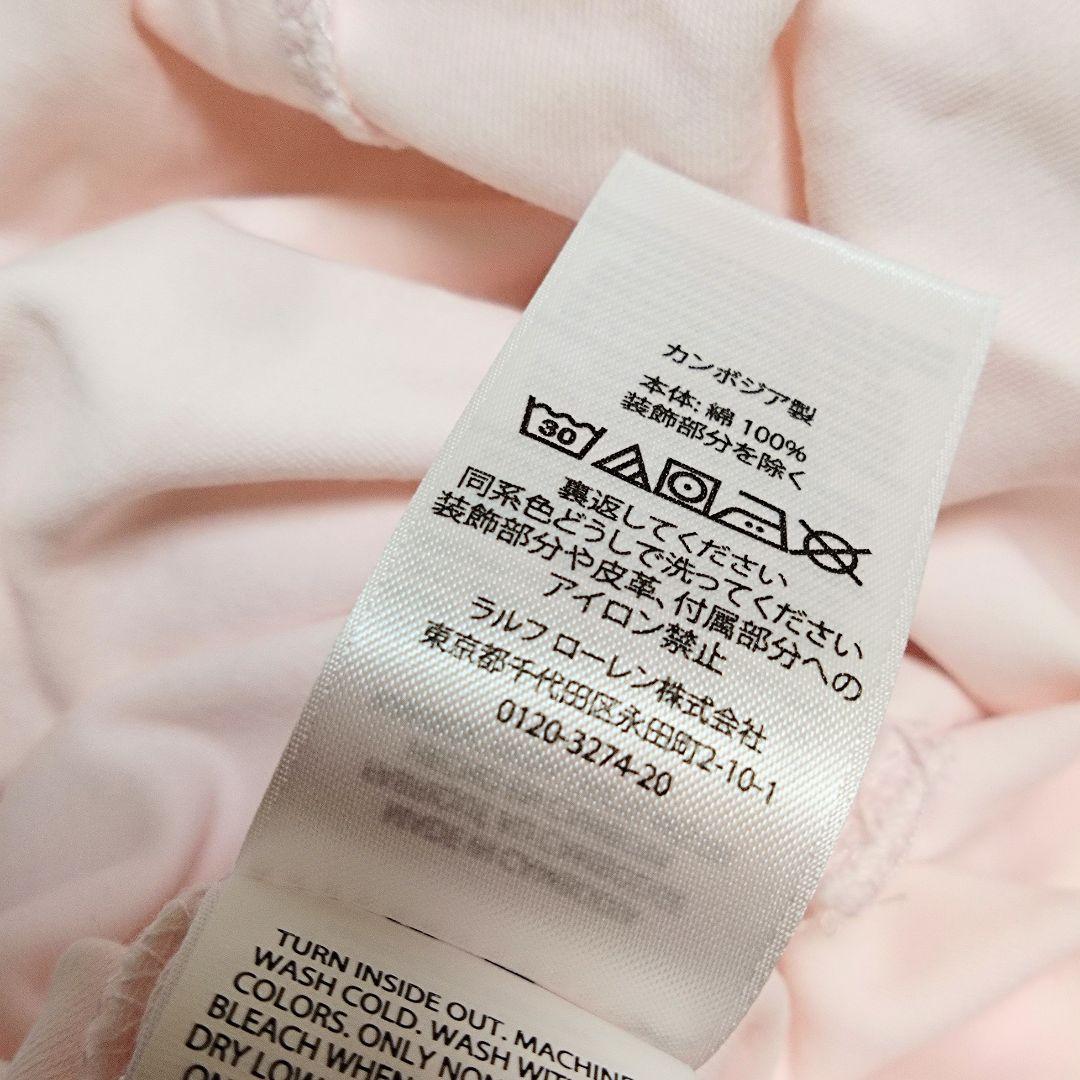 カンボジア製
本体: 綿 100%
装飾部分を除く
30
裏返してください
同系色どうしで洗ってください
装飾部分や皮革、付属部分への
アイロン禁止
ラルフ ローレン株式会社
東京都千代田区永田町2-10-1
0120-3274-20
TURN INSIDE OUT. MACHINE
WASH COLD. WASH WITH
COLORS. ONLY NON
BLEACH WHEN
DRY LOW